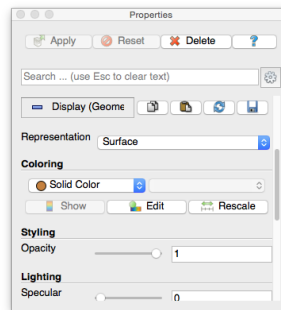 Properties
Apply Reset Delete ?
Search ... (use Esc to clear text)
Display (Geome
Representation Surface
Coloring
Solid Color
Show Edit Rescale
Styling
Opacity 1
Lighting
Specular 0